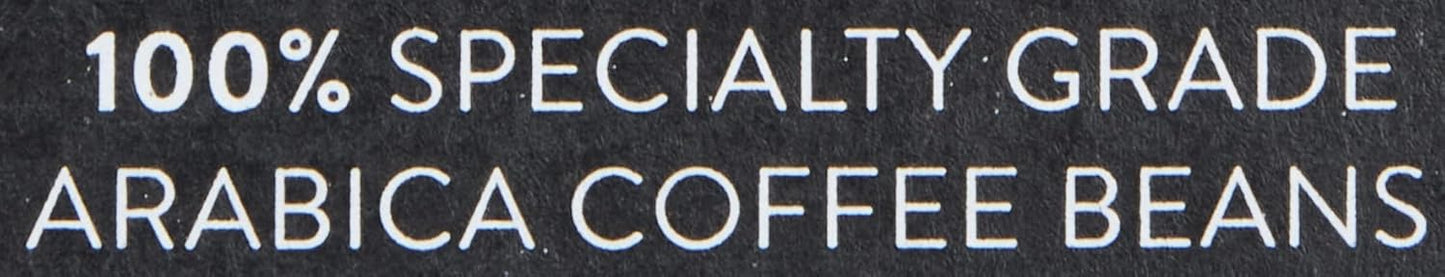 100% SPECIALTY GRADE
ARABICA COFFEE BEANS